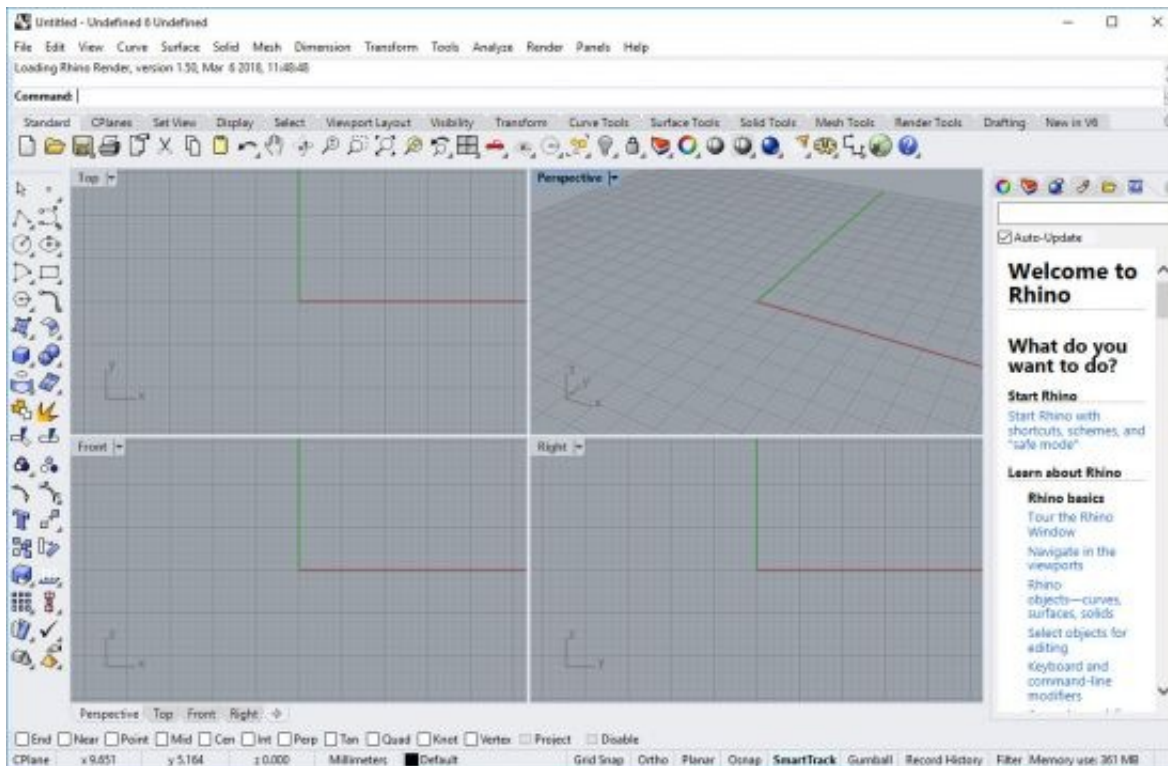 Untitled - Undefined 6 Undefined
File Edit View Curve Surface Solid Mesh Dimension Transform Tools Analyze Render Panels Help
Loading Rhino Render, version 1.50, Mar 6 2018, 11:48:48
Command:
Standard CPlanes Set View Display Select Viewport Layout Visibility Transform Curve Tools Surface Tools Solid Tools Mesh Tools Render Tools Drafting New in V6
Top
Perspective
Auto-Update
Welcome to
Rhino
What do you
want to do?
Start Rhino
Start Rhino with
shortcuts, schemes, and
"safe mode"
Learn about Rhino
Rhino basics
Tour the Rhino
Window
Navigate in the
viewports
Rhino
objects—curves,
surfaces, solids
Select objects for
editing
Keyboard and
command-line
modifiers
y
x
z
y
x
Front
Right
z
x
z
y
Perspective Top Front Right
End Near Point Mid Cen Int Perp Tan Quad Knot Vertex Project Disable
CPlane x 9.651 y 5.164 z 0.000 Millimeters Default Grid Snap Ortho Planar Osnap SmartTrack Gumball Record History Filter Memory use: 361 MB